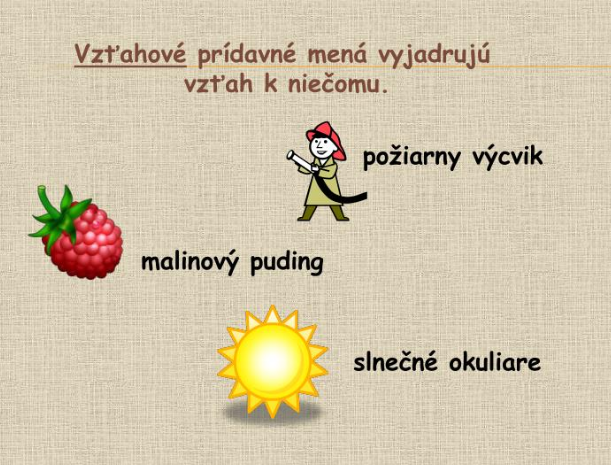 Vzťahové prídavné mená vyjadrujú
vzťah k niečomu.
požiarny výcvik
malinový puding
slnečné okuliare